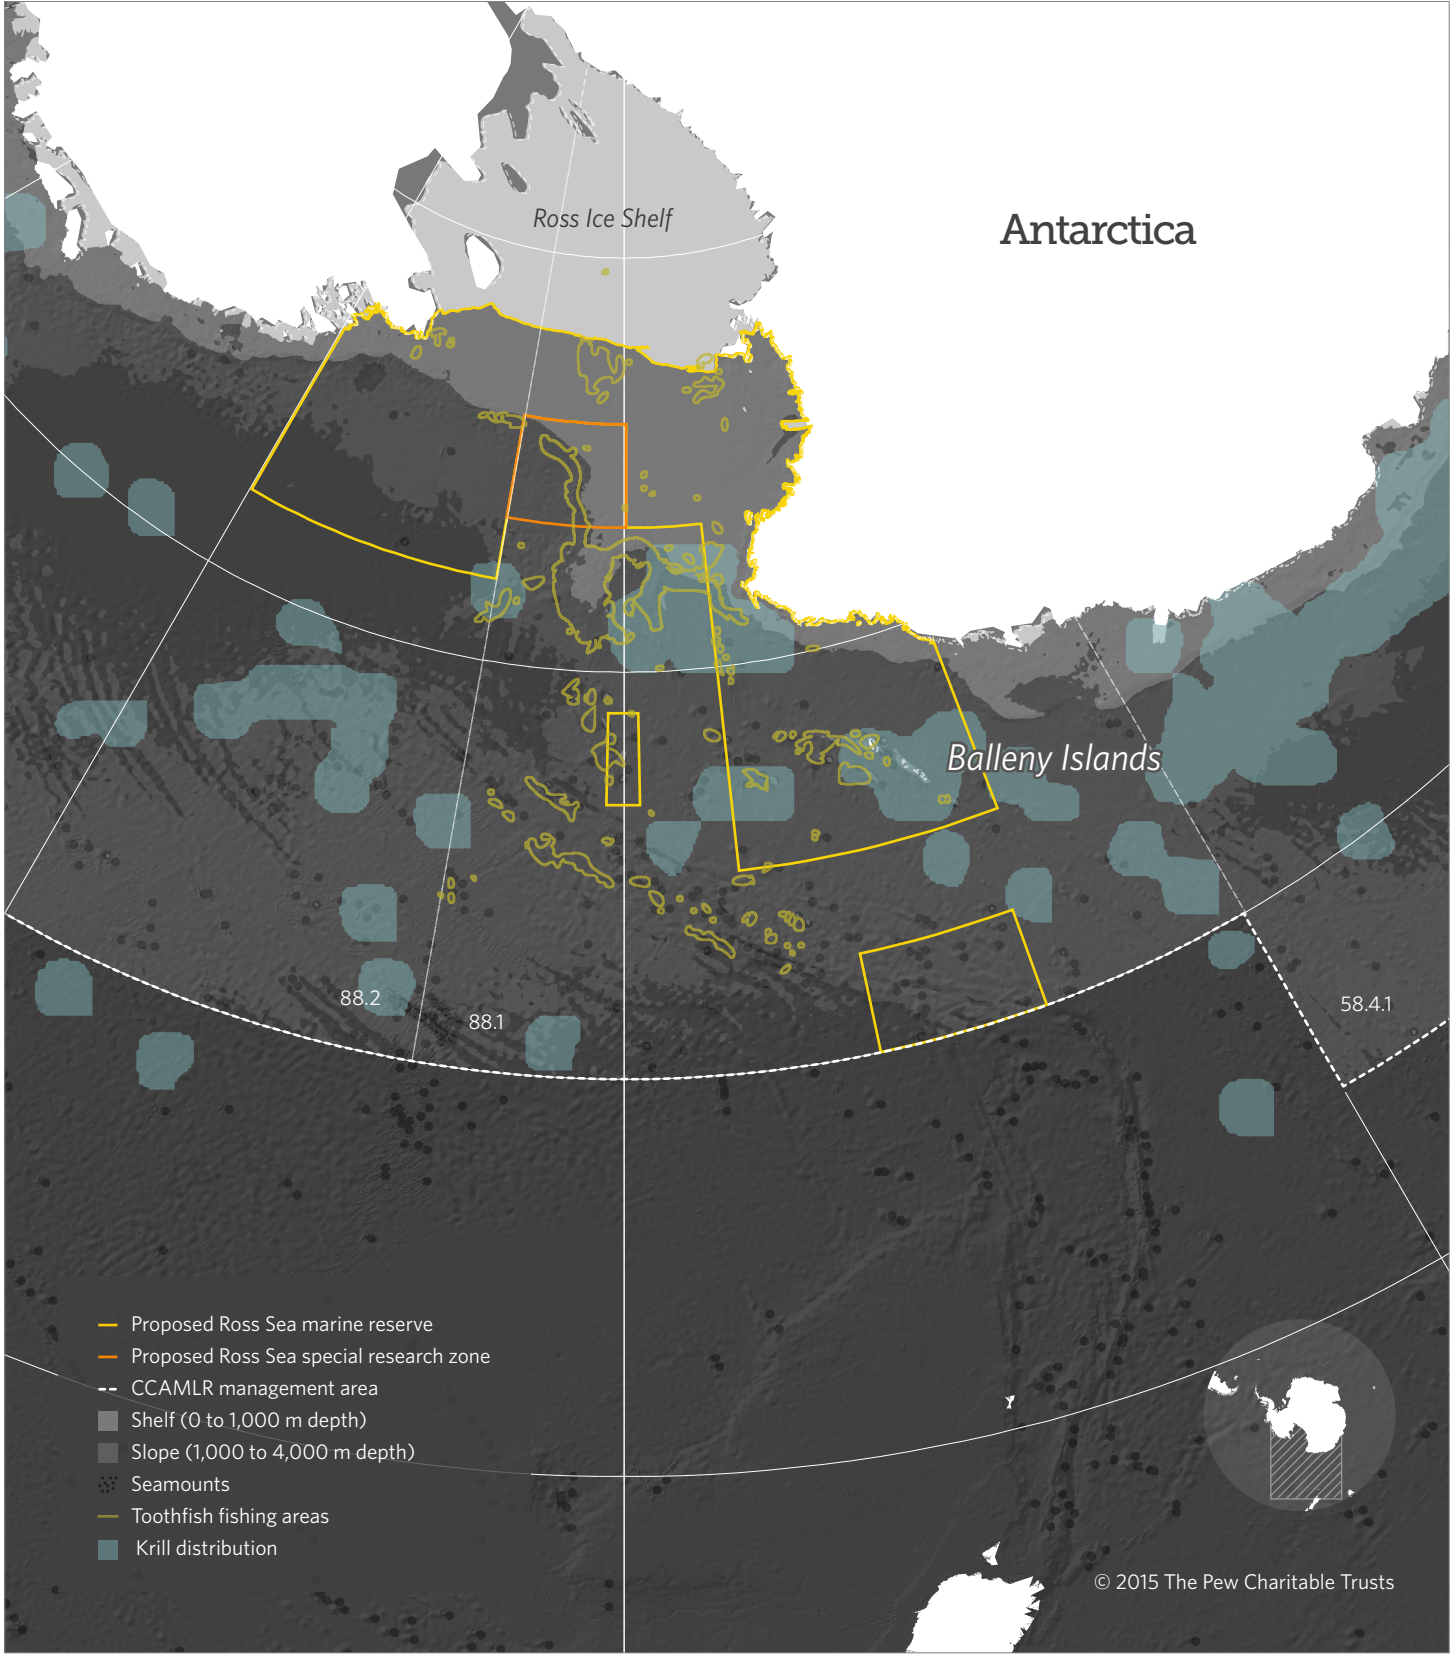 Ross Ice Shelf
Antarctica
Balleny Islands
88.2
88.1
58.4.1
Proposed Ross Sea marine reserve
Proposed Ross Sea special research zone
CCAMLR management area
Shelf (0 to 1,000 m depth)
Slope (1,000 to 4,000 m depth)
Seamounts
Toothfish fishing areas
Krill distribution
© 2015 The Pew Charitable Trusts